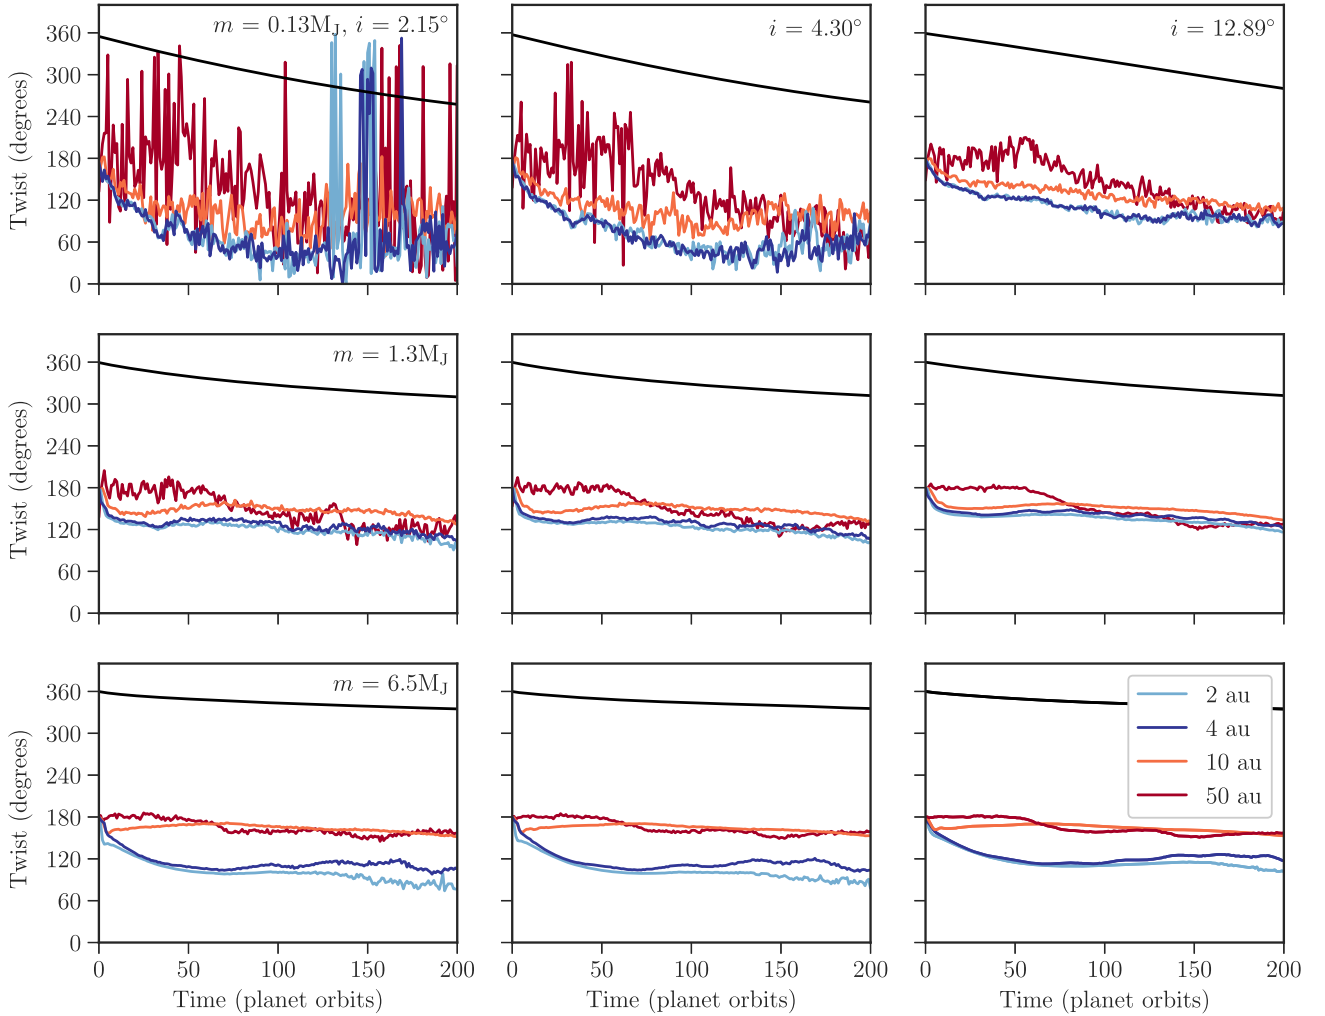 m = 0.13M_J, i = 2.15°
i = 4.30°
i = 12.89°
360
300
240
180
120
60
0
Twist (degrees)
m = 1.3M_J
360
300
240
180
120
60
0
Twist (degrees)
m = 6.5M_J
360
300
240
180
120
60
0
Twist (degrees)
2 au
4 au
10 au
50 au
0 50 100 150 200
0 50 100 150 200
0 50 100 150 200
Time (planet orbits)
Time (planet orbits)
Time (planet orbits)